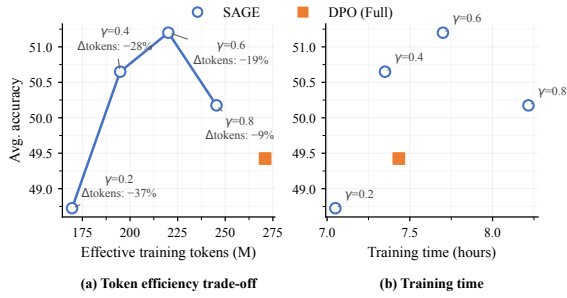 SAGE
DPO (Full)
Avg. accuracy
51.0
50.5
50.0
49.5
49.0
γ=0.4
Δtokens: −28%
γ=0.6
Δtokens: −19%
γ=0.8
Δtokens: −9%
γ=0.2
Δtokens: −37%
175
200
225
250
275
Effective training tokens (M)
(a) Token efficiency trade-off
51.0
50.5
50.0
49.5
49.0
γ=0.6
γ=0.4
γ=0.8
γ=0.2
7.0
7.5
8.0
Training time (hours)
(b) Training time